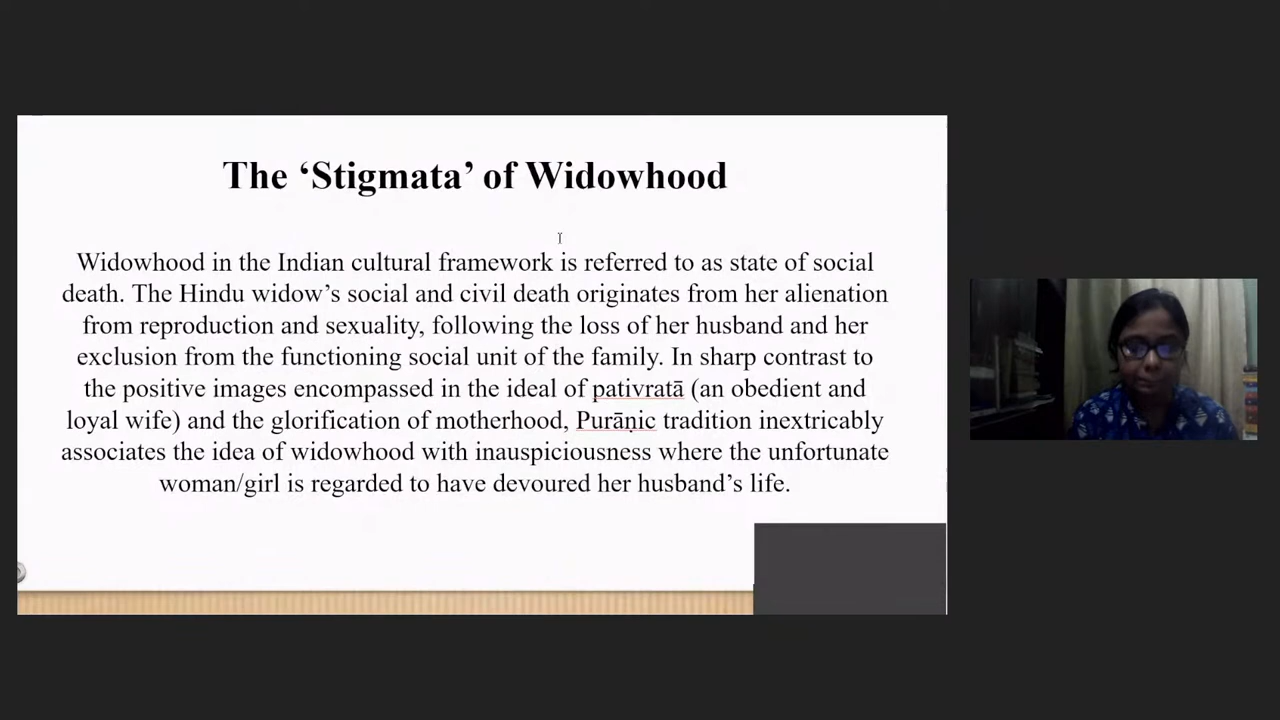 The ‘Stigmata’ of Widowhood
Widowhood in the Indian cultural framework is referred to as state of social
death. The Hindu widow’s social and civil death originates from her alienation
from reproduction and sexuality, following the loss of her husband and her
exclusion from the functioning social unit of the family. In sharp contrast to
the positive images encompassed in the ideal of pativratā (an obedient and
loyal wife) and the glorification of motherhood, Purāṇic tradition inextricably
associates the idea of widowhood with inauspiciousness where the unfortunate
woman/girl is regarded to have devoured her husband’s life.